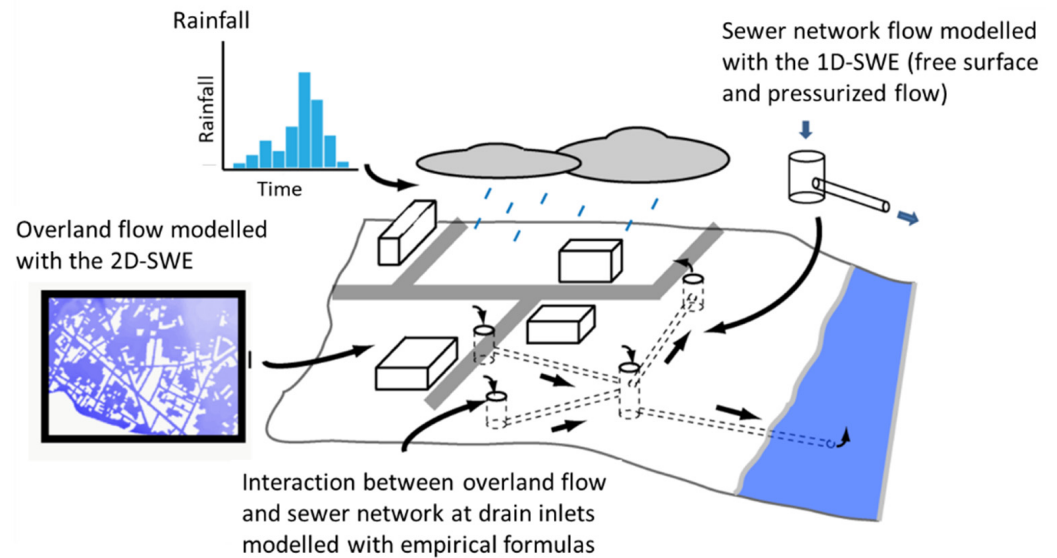 Rainfall
Rainfall
Time
Sewer network flow modelled
with the 1D-SWE (free surface
and pressurized flow)
Overland flow modelled
with the 2D-SWE
Interaction between overland flow
and sewer network at drain inlets
modelled with empirical formulas